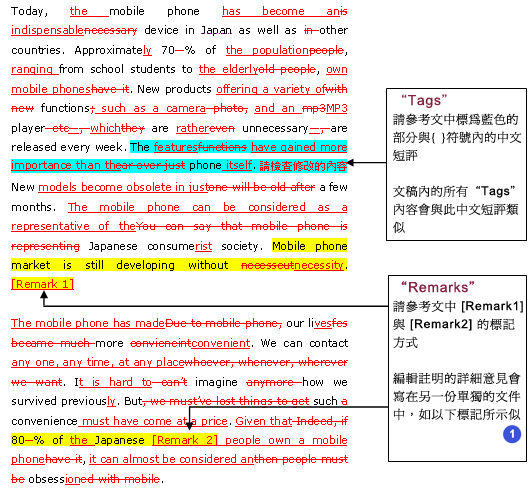 Today, the mobile phone has become anis
indispensablenecessary device in Japan as well as in other
countries. Approximately 70 % of the populationpeople,
ranging from school students to the elderlyold people, own
mobile phoneshave it. New products offering a variety ofwith
new functions; such as a camera photo, and an mp3MP3
player etc , whichthey are rathereven unnecessary , are
released every week. The featuresfunctions have gained more
importance than thear over just phone itself. 請檢查修改的內容
New models become obsolete in justone will be old after a few
months. The mobile phone can be considered as a
representative of theYou can say that mobile phone is
representing Japanese consumerist society. Mobile phone
market is still developing without necesseutnecessity.
[Remark 1]
The mobile phone has madeDue to mobile phone, our livesfes
became much more convicneintconvenient. We can contact
any one, any time, at any placewhoever, whenever, wherever
we want. It is hard to can't imagine anymore how we
survived previously. But, we must've lost things to get such a
convenience must have come at a price. Given that Indeed, if
80 % of the Japanese [Remark 2] people own a mobile
phonehave it, it can almost be considered anthen people must
be obsessioned with mobile.
“Tags”
請參考文中標爲藍色的
部分與{ }符號內的中文
短評
文稿內的所有 “Tags”
內容會與此中文短評類
似
“Remarks”
請參考文中 [Remark1]
與 [Remark2] 的標記
方式
編輯註明的詳細意見會
寫在另一份單獨的文件
中，如以下標記所示似
1